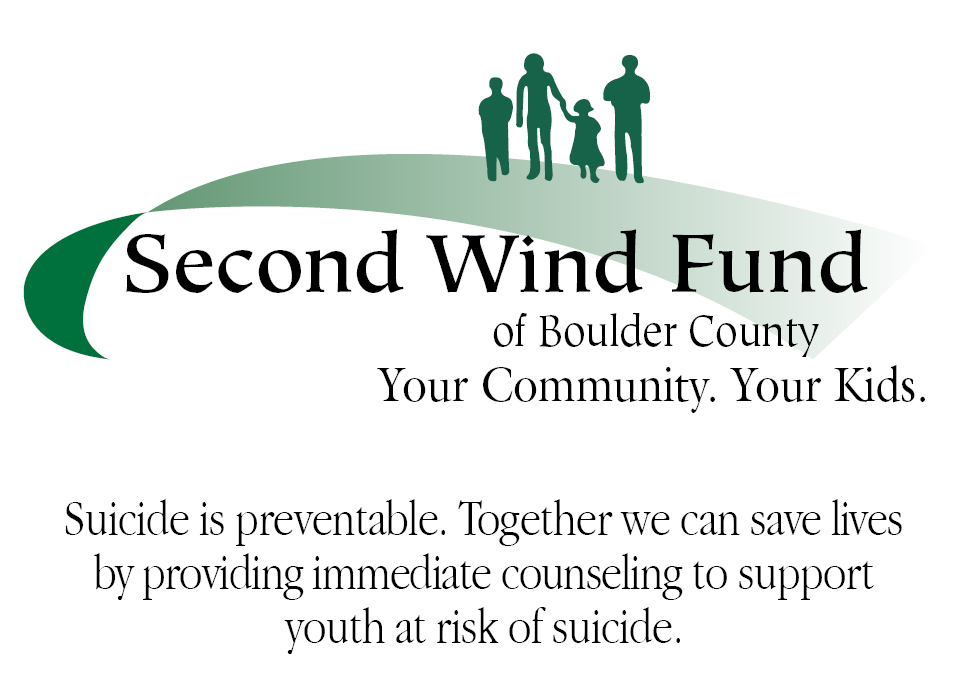 Second Wind Fund
of Boulder County
Your Community. Your Kids.
Suicide is preventable. Together we can save lives
by providing immediate counseling to support
youth at risk of suicide.